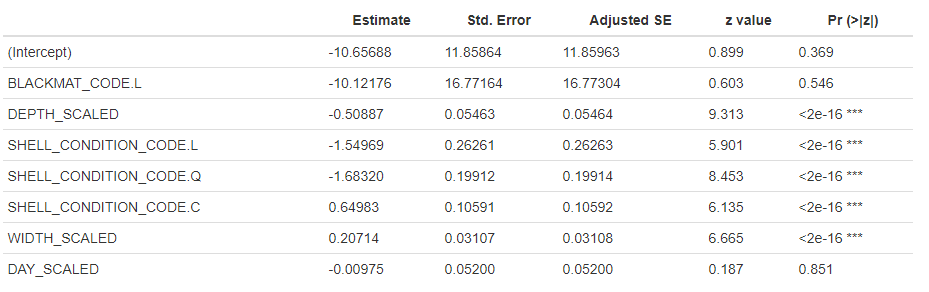 Estimate Std. Error Adjusted SE z value Pr (>|z|)
(Intercept) -10.65688 11.85864 11.85963 0.899 0.369
BLACKMAT_CODE.L -10.12176 16.77164 16.77304 0.603 0.546
DEPTH_SCALED -0.50887 0.05463 0.05464 9.313 <2e-16 ***
SHELL_CONDITION_CODE.L -1.54969 0.26261 0.26263 5.901 <2e-16 ***
SHELL_CONDITION_CODE.Q -1.68320 0.19912 0.19914 8.453 <2e-16 ***
SHELL_CONDITION_CODE.C 0.64983 0.10591 0.10592 6.135 <2e-16 ***
WIDTH_SCALED 0.20714 0.03107 0.03108 6.665 <2e-16 ***
DAY_SCALED -0.00975 0.05200 0.05200 0.187 0.851